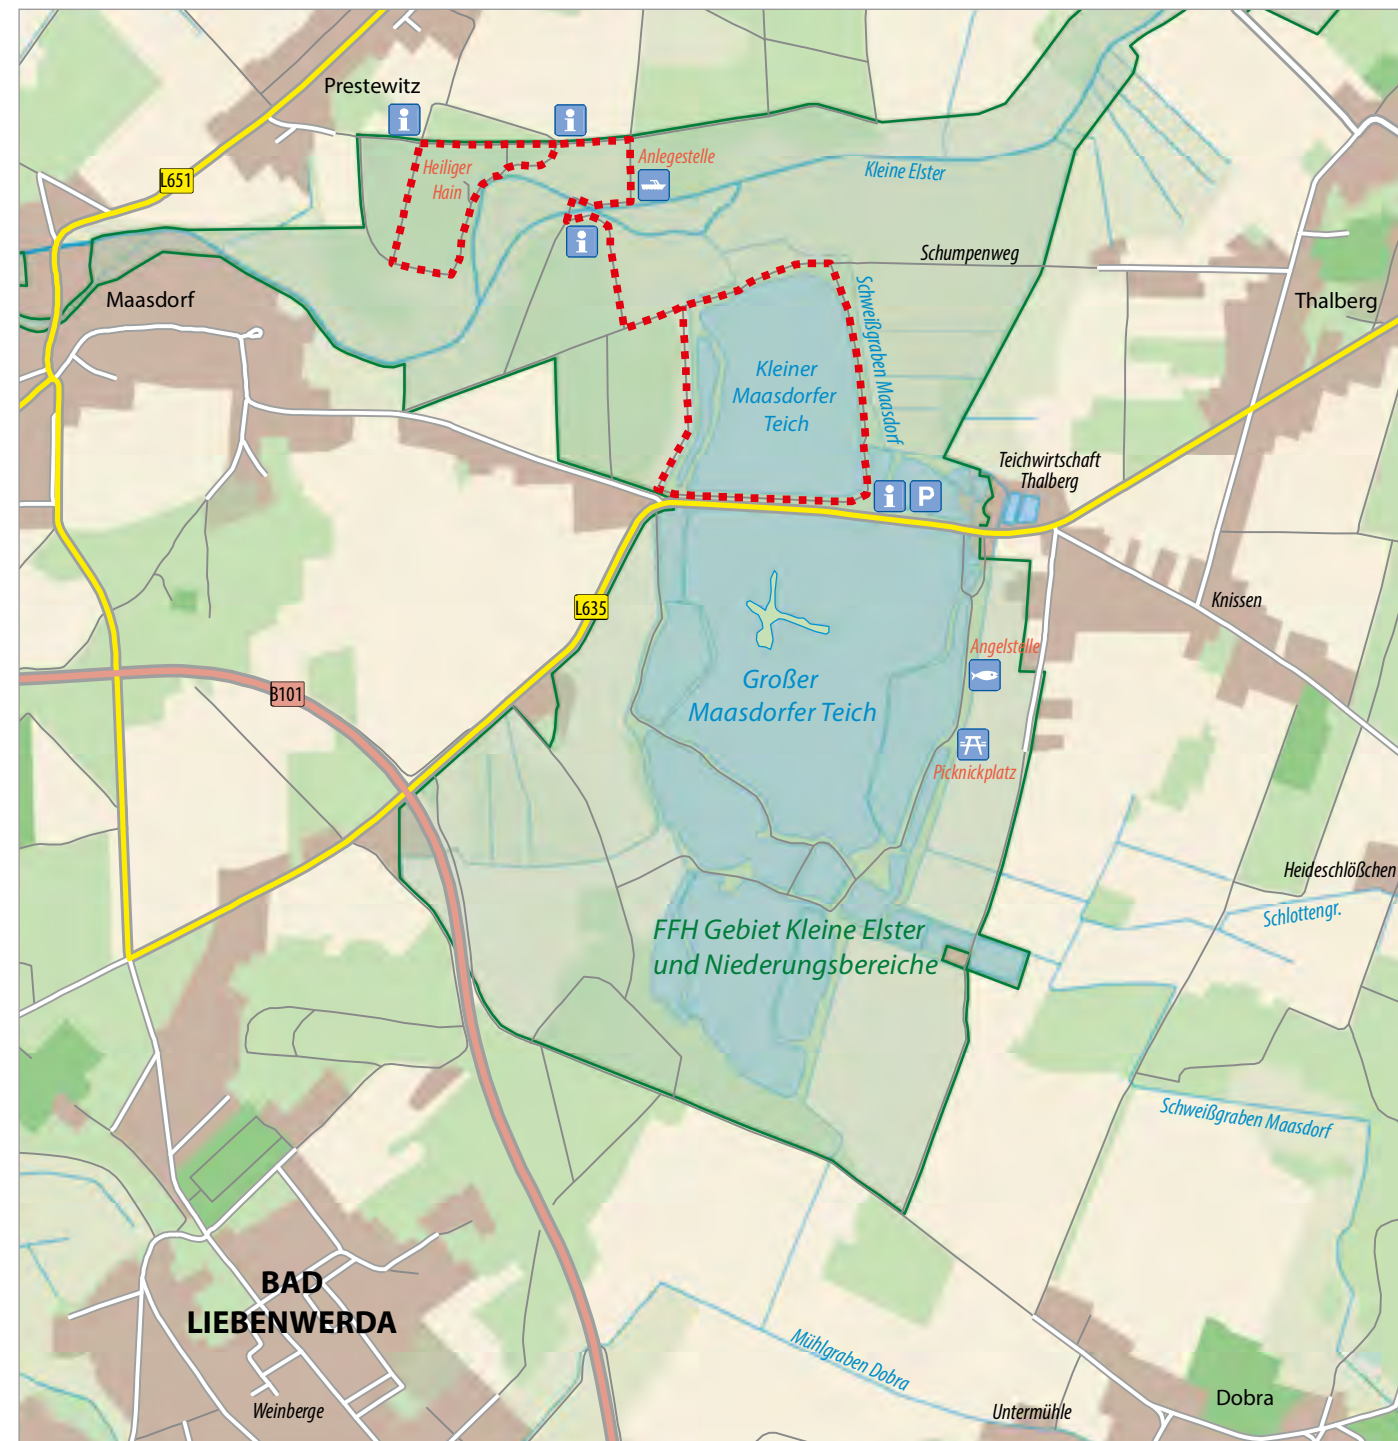 Prestewitz
L651
Heiliger
Hain
Anlegestelle
Kleine Elster
Schumpenweg
Maasdorf
Thalberg
Schweißgraben Maasdorf
Kleiner
Maasdorfer
Teich
Teichwirtschaft
Thalberg
P
L635
Knissen
Angelstelle
Großer
Maasdorfer Teich
B101
Picknickplatz
Heideschlößchen
Schlottengr.
FFH Gebiet Kleine Elster
und Niederungsbereiche
Schweißgraben Maasdorf
BAD
LIEBENWERDA
Mühlgraben Dobra
Weinberge
Untermühle
Dobra